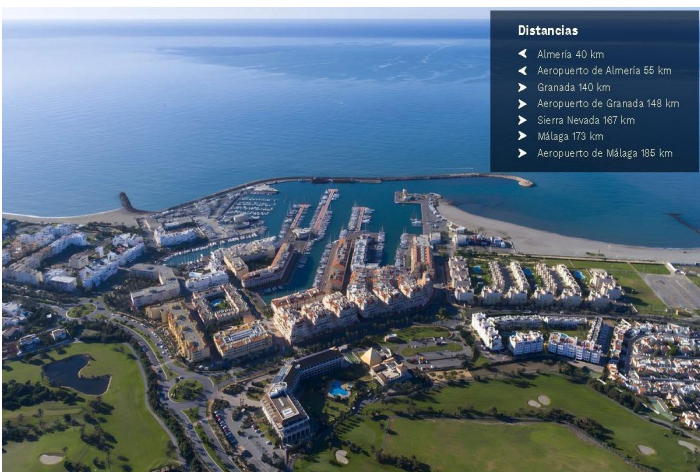 Distancias
Almería 40 km
Aeropuerto de Almería 55 km
Granada 140 km
Aeropuerto de Granada 148 km
Sierra Nevada 167 km
Málaga 173 km
Aeropuerto de Málaga 185 km